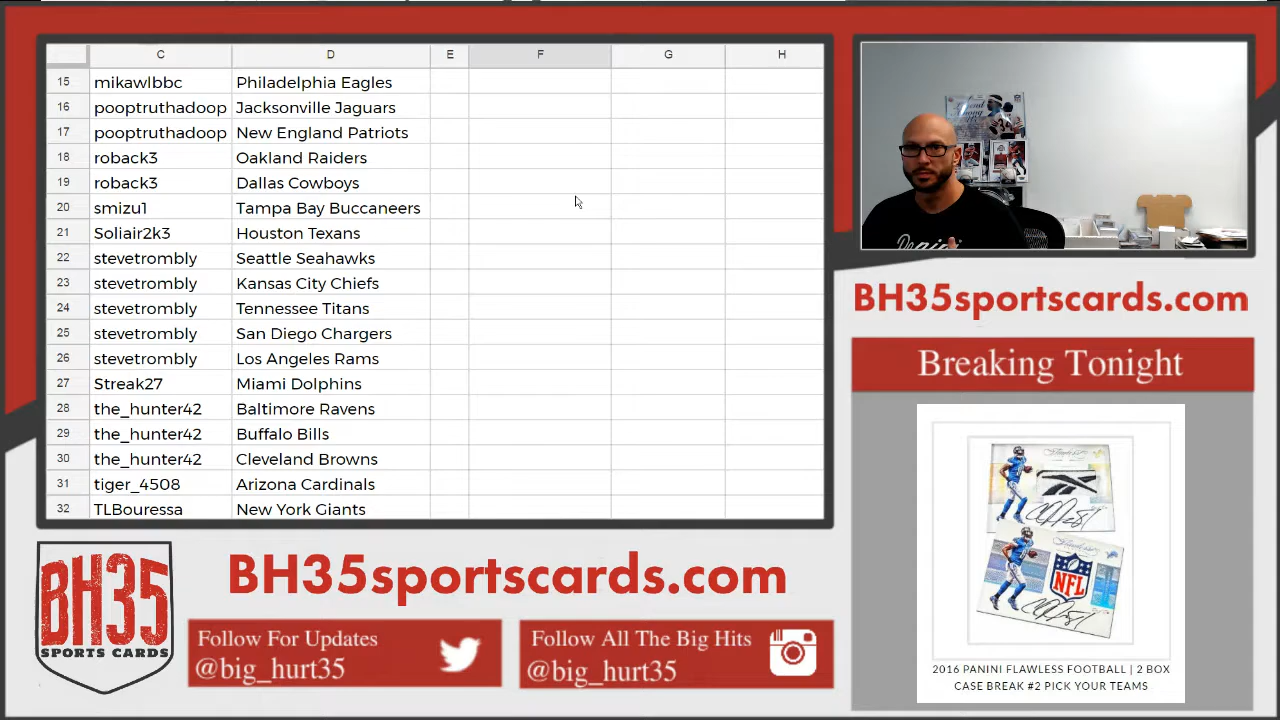 C D E F G H
15 mikawlbbc Philadelphia Eagles
16 pooptruthadoop Jacksonville Jaguars
17 pooptruthadoop New England Patriots
18 roback3 Oakland Raiders
19 roback3 Dallas Cowboys
20 smizu1 Tampa Bay Buccaneers
21 Soliair2k3 Houston Texans
22 stevetrombly Seattle Seahawks
23 stevetrombly Kansas City Chiefs
24 stevetrombly Tennessee Titans
25 stevetrombly San Diego Chargers
26 stevetrombly Los Angeles Rams
27 Streak27 Miami Dolphins
28 the_hunter42 Baltimore Ravens
29 the_hunter42 Buffalo Bills
30 the_hunter42 Cleveland Browns
31 tiger_4508 Arizona Cardinals
32 TLBouressa New York Giants
BH35sportscards.com
Breaking Tonight
NFL
2016 PANINI FLAWLESS FOOTBALL | 2 BOX
CASE BREAK #2 PICK YOUR TEAMS
BH35
SPORTS CARDS
BH35sportscards.com
Follow For Updates
@big_hurt35
Follow All The Big Hits
@big_hurt35